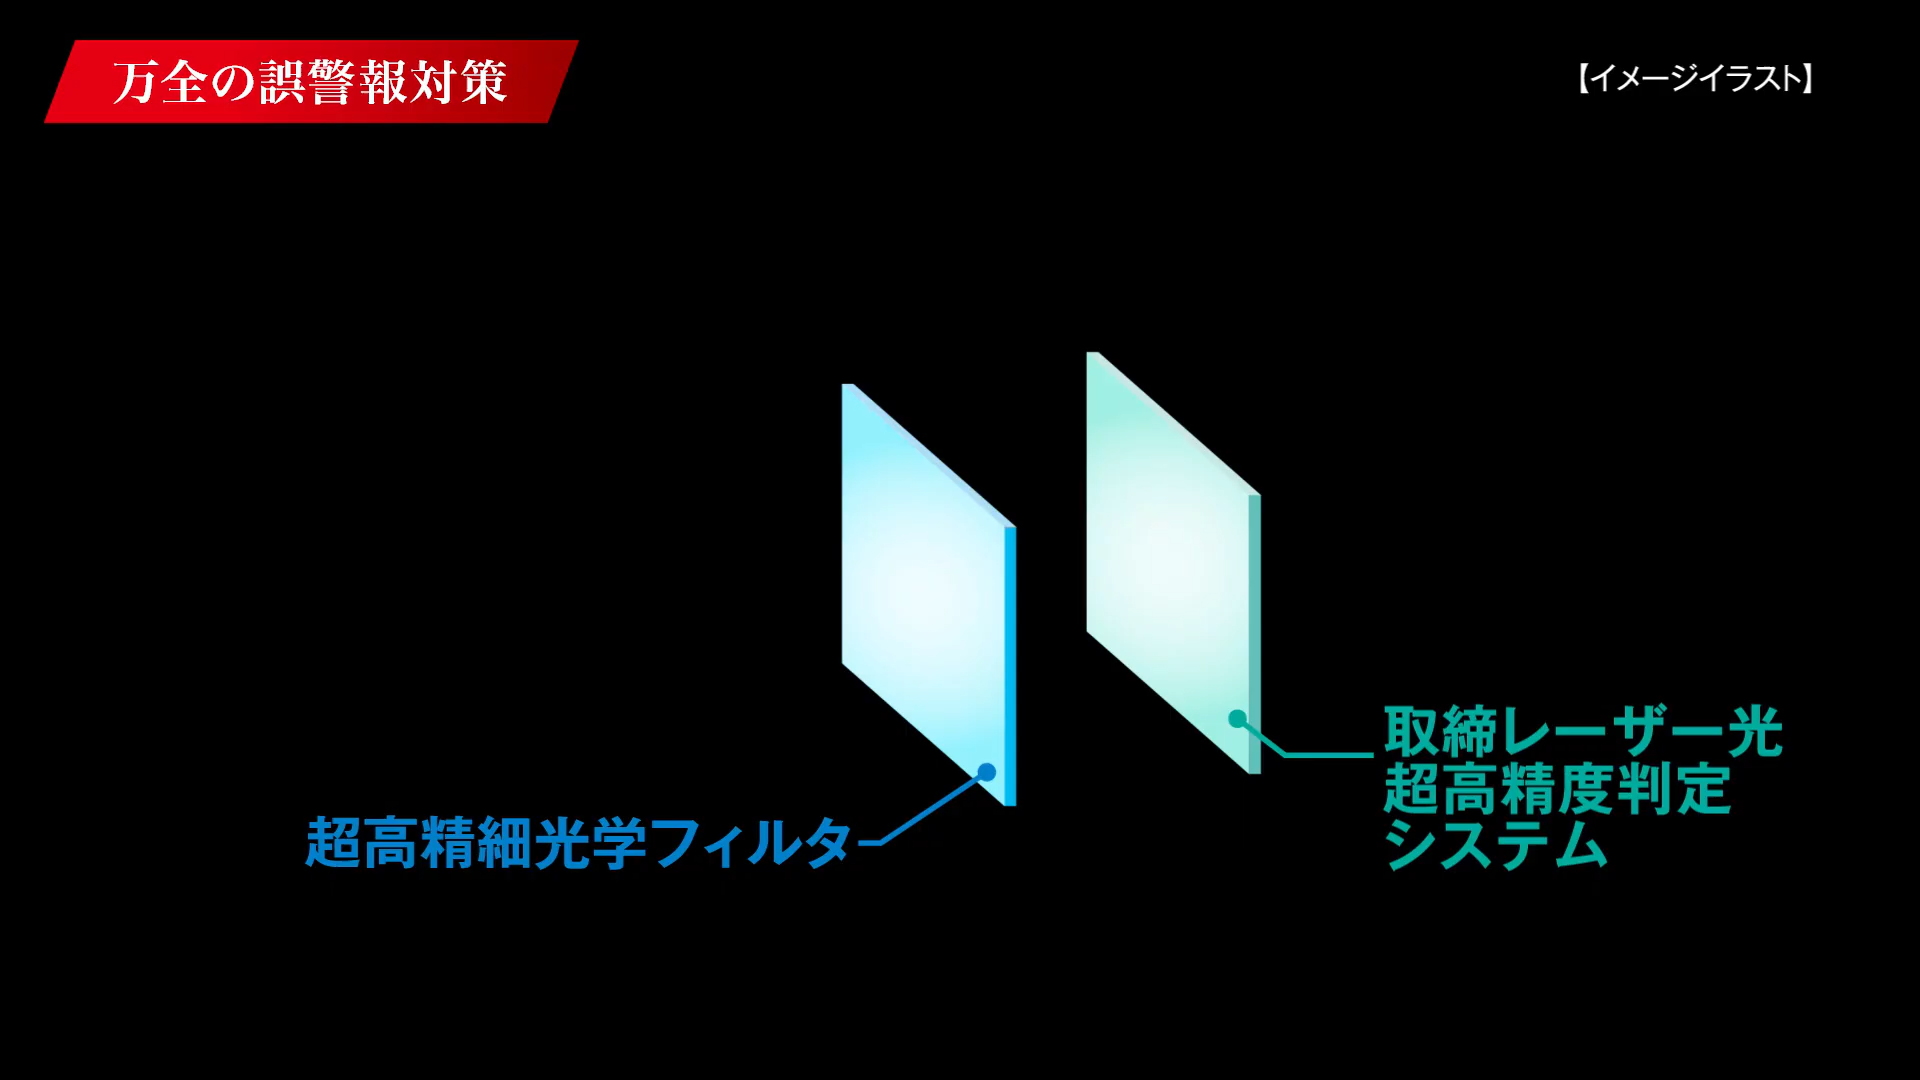 万全の誤警報対策
【イメージイラスト】
超高精細光学フィルタ
取締レーザー光
超高精度判定
システム